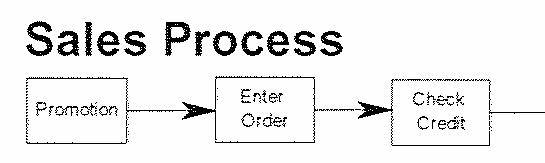 Sales Process
Promotion
Enter
Order
Check
Credit